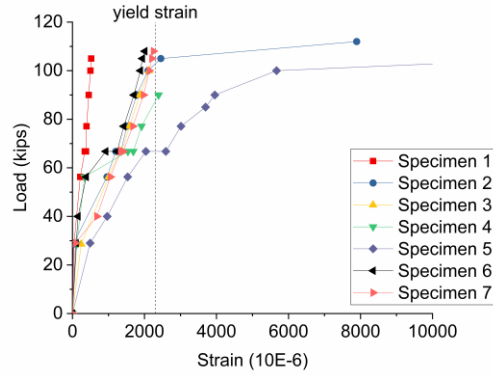 yield strain
120
100
80
60
40
20
0
Load (kips)
Specimen 1
Specimen 2
Specimen 3
Specimen 4
Specimen 5
Specimen 6
Specimen 7
0 2000 4000 6000 8000 10000
Strain (10E-6)